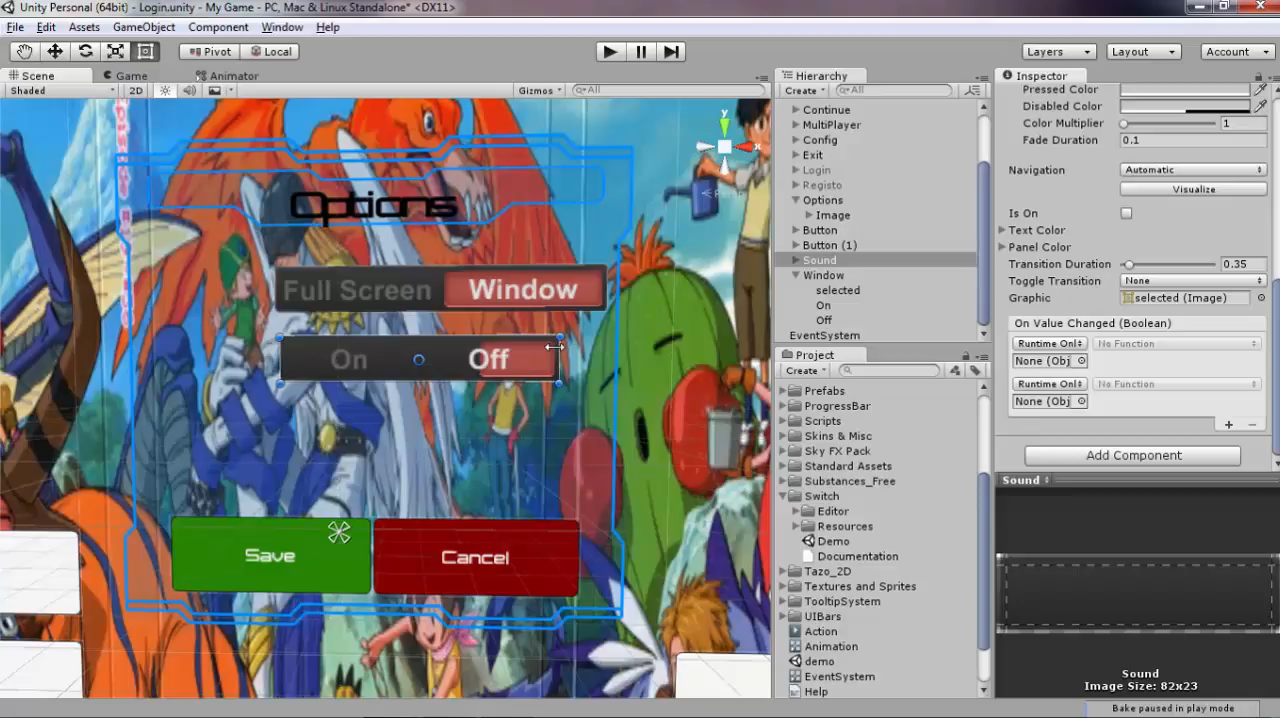 Unity Personal (64bit) - Login.unity - My Game - PC, Mac & Linux Standalone* <DX11>
File Edit Assets GameObject Component Window Help
Pivot Local Layers Layout Account
Scene Game Animator
Shaded 2D Gizmos All
Options
Full Screen Window
On Off
Save Cancel
y
x
Hierarchy
Create All
Continue
MultiPlayer
Config
Exit
Login
Registo
Options
Image
Button
Button (1)
Sound
Window
selected
On
Off
EventSystem
Project
Create
Prefabs
ProgressBar
Scripts
Skins & Misc
Sky FX Pack
Standard Assets
Substances_Free
Switch
Editor
Resources
Demo
Documentation
Tazo_2D
Textures and Sprites
TooltipSystem
UIBars
Action
Animation
demo
EventSystem
Help
Inspector
Pressed Color
Disabled Color
Color Multiplier 1
Fade Duration 0.1
Navigation Automatic
Visualize
Is On
Text Color
Panel Color
Transition Duration 0.35
Toggle Transition None
Graphic selected (Image)
On Value Changed (Boolean)
Runtime Onl No Function
None (Obj
Runtime Onl No Function
None (Obj
Add Component
Sound
Sound
Image Size: 82x23
Bake paused in play mode